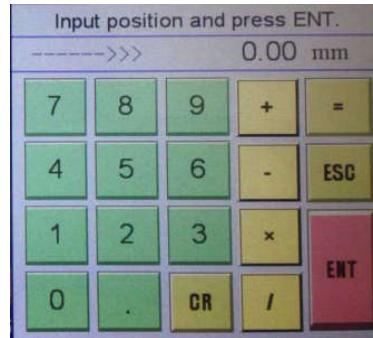 Input position and press ENT.
------>>> 0.00 mm
7 8 9 + =
4 5 6 - ESC
1 2 3 ×
ENT
0 . CR /